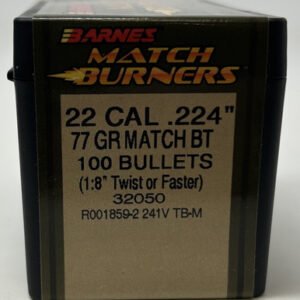 BARNES
MATCH
BURNERS
22 CAL .224"
77 GR MATCH BT
100 BULLETS
(1:8" Twist or Faster)
32050
R001859-2 241V TB-M